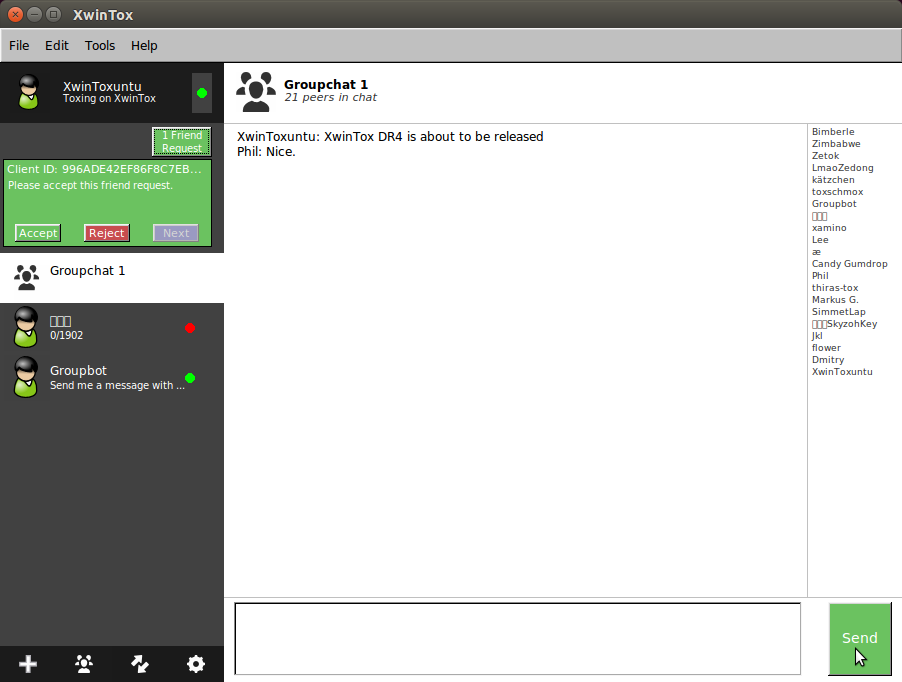 XwinTox
File Edit Tools Help
XwinToxuntu
Toxing on XwinTox
1 Friend
Request
Client ID: 996ADE42EF86F8C7EB...
Please accept this friend request.
Accept Reject Next
Groupchat 1
0/1902
Groupbot
Send me a message with ...
Groupchat 1
21 peers in chat
XwinToxuntu: XwinTox DR4 is about to be released
Phil: Nice.
Bimberle
Zimbabwe
Zetok
LmaoZedong
kätzchen
toxschmox
Groupbot
xamino
Lee
æ
Candy Gumdrop
Phil
thiras-tox
Markus G.
SimmetLap
SkyzohKey
Jkl
flower
Dmitry
XwinToxuntu
Send